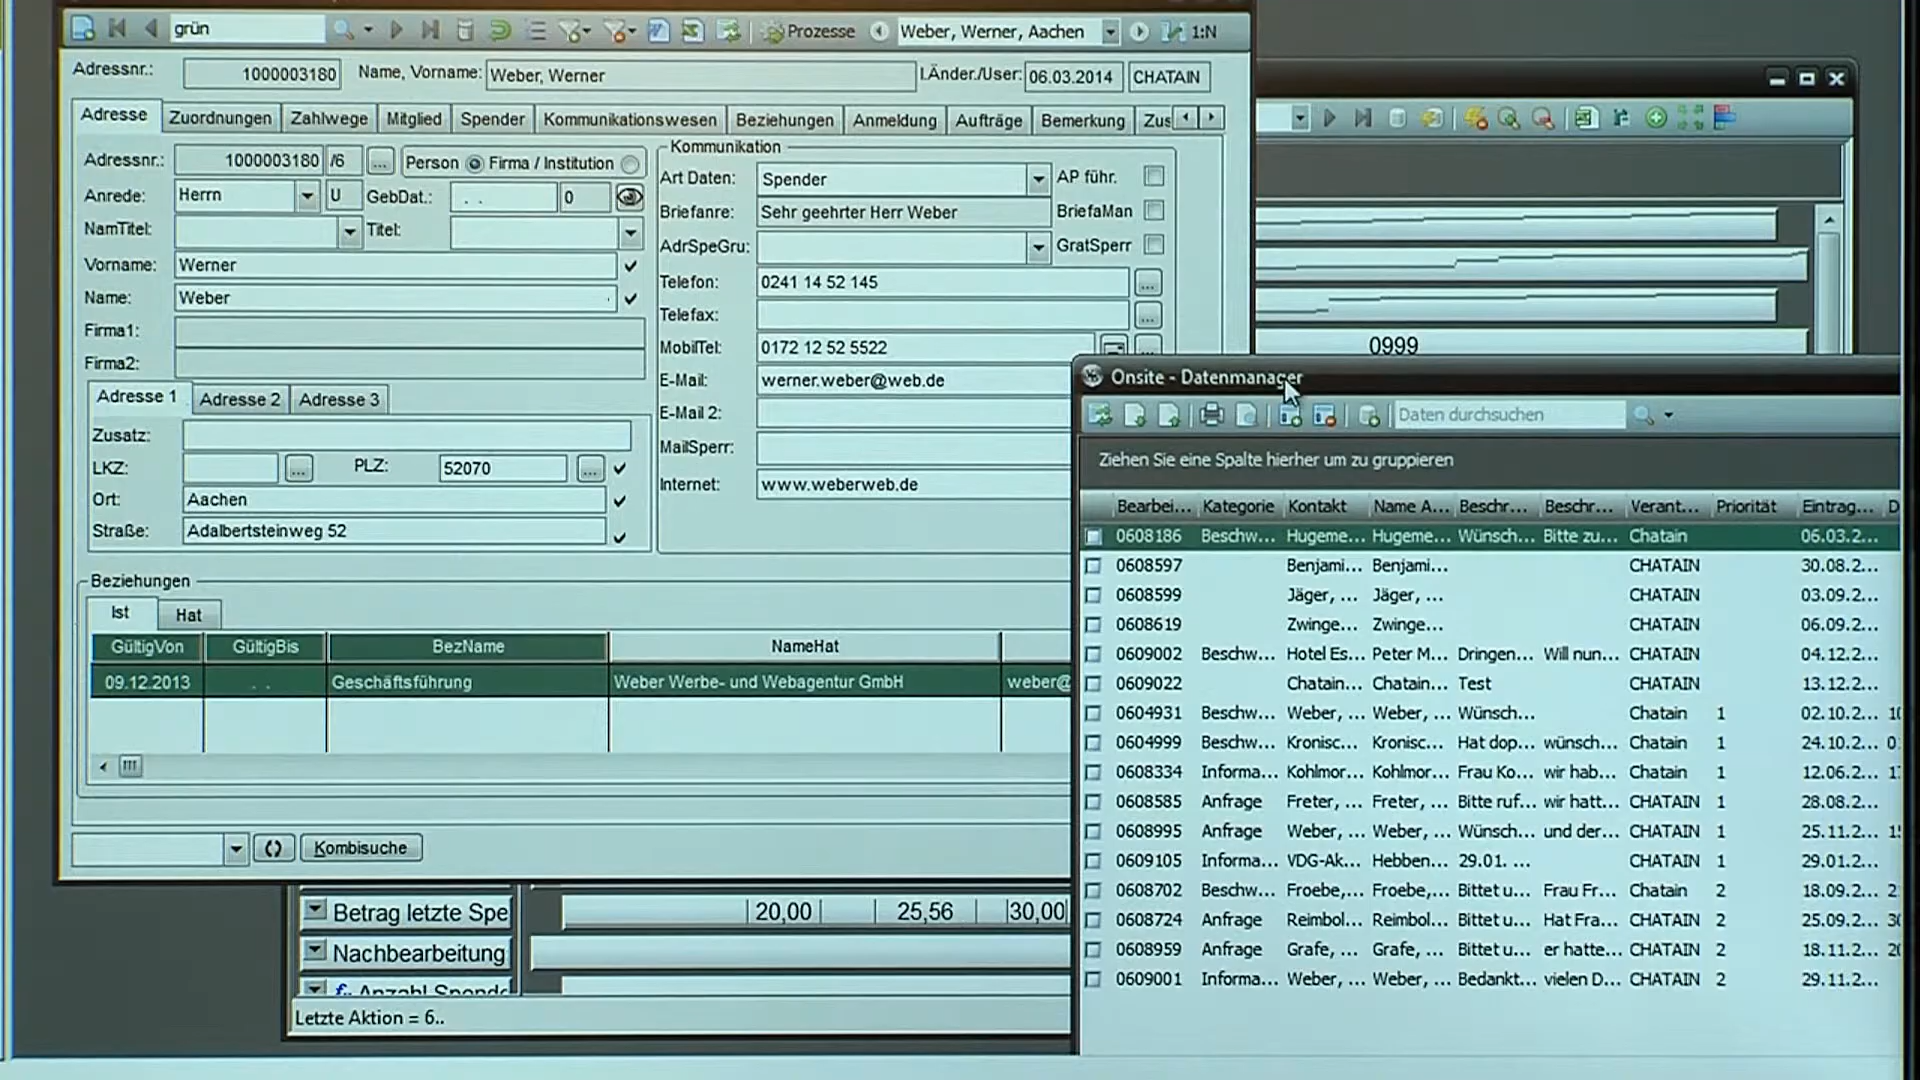 grün
Prozesse
Weber, Werner, Aachen
1:N
Adressnr.: 1000003180 Name, Vorname: Weber, Werner l.Änder./User: 06.03.2014 CHATAIN
Adresse Zuordnungen Zahlwege Mitglied Spender Kommunikationswesen Beziehungen Anmeldung Aufträge Bemerkung Zus
Adressnr.: 1000003180 /6 ... Person Firma / Institution
Anrede: Herrn U GebDat.: . . 0
NamTitel: Titel:
Vorname: Werner
Name: Weber
Firma1:
Firma2:
Adresse 1 Adresse 2 Adresse 3
Zusatz:
LKZ: ... PLZ: 52070 ...
Ort: Aachen
Straße: Adalbertsteinweg 52
Kommunikation
Art Daten: Spender AP führ.
Briefanre: Sehr geehrter Herr Weber BriefaMan
AdrSpeGru: GratSperr
Telefon: 0241 14 52 145 ...
Telefax: ...
MobilTel: 0172 12 52 5522 ...
E-Mail: werner.weber@web.de
E-Mail 2:
MailSperr:
Internet: www.weberweb.de
Beziehungen
Ist Hat
GültigVon GültigBis BezName NameHat
09.12.2013 . . Geschäftsführung Weber Werbe- und Webagentur GmbH weber@
Kombisuche
Betrag letzte Spe 20,00 25,56 30,00
Nachbearbeitung
Anzahl Spende
Letzte Aktion = 6..
0999
Onsite - Datenmanager
Daten durchsuchen
Ziehen Sie eine Spalte hierher um zu gruppieren
Bearbei... Kategorie Kontakt Name A... Beschr... Beschr... Verant... Priorität Eintrag... D
0608186 Beschw... Hugeme... Hugeme... Wünsch... Bitte zu... Chatain 06.03.2...
0608597 Benjami... Benjami... CHATAIN 30.08.2...
0608599 Jäger, ... Jäger, ... CHATAIN 03.09.2...
0608619 Zwinge... Zwinge... CHATAIN 06.09.2...
0609002 Beschw... Hotel Es... Peter M... Dringen... Will nun... CHATAIN 04.12.2...
0609022 Chatain... Chatain... Test CHATAIN 13.12.2...
0604931 Beschw... Weber, ... Weber, ... Wünsch... Chatain 1 02.10.2...
0604999 Beschw... Kronisc... Kronisc... Hat dop... wünsch... Chatain 1 24.10.2...
0608334 Informa... Kohlmor... Kohlmor... Frau Ko... wir hab... Chatain 1 12.06.2...
0608585 Anfrage Freter, ... Freter, ... Bitte ruf... wir hatt... CHATAIN 1 28.08.2...
0608995 Anfrage Weber, ... Weber, ... Wünsch... und der... CHATAIN 1 25.11.2...
0609105 Informa... VDG-Ak... Hebben... 29.01. ... CHATAIN 1 29.01.2...
0608702 Beschw... Froebe,... Froebe,... Bittet u... Frau Fr... Chatain 2 18.09.2...
0608724 Anfrage Reimbol... Reimbol... Bittet u... Hat Fra... CHATAIN 2 25.09.2...
0608959 Anfrage Grafe, ... Grafe, ... Bittet u... er hatte... CHATAIN 2 18.11.2...
0609001 Informa... Weber, ... Weber, ... Bedankt... vielen D... CHATAIN 2 29.11.2...